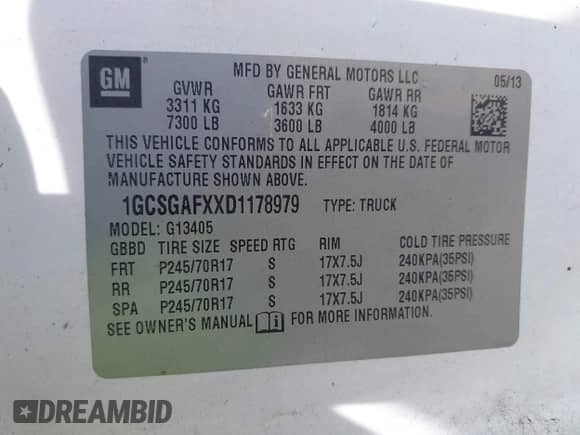 GM
®
MFD BY GENERAL MOTORS LLC 05/13
GVWR GAWR FRT GAWR RR
3311 KG 1633 KG 1814 KG
7300 LB 3600 LB 4000 LB
THIS VEHICLE CONFORMS TO ALL APPLICABLE U.S. FEDERAL MOTOR
VEHICLE SAFETY STANDARDS IN EFFECT ON THE DATE OF
MANUFACTURE SHOWN ABOVE.
1GCSGAFXXD1178979 TYPE: TRUCK
MODEL: G13405
GBBD TIRE SIZE SPEED RTG RIM COLD TIRE PRESSURE
FRT P245/70R17 S 17X7.5J 240KPA(35PSI)
RR P245/70R17 S 17X7.5J 240KPA(35PSI)
SPA P245/70R17 S 17X7.5J 240KPA(35PSI)
SEE OWNER'S MANUAL FOR MORE INFORMATION.
DREAMBID